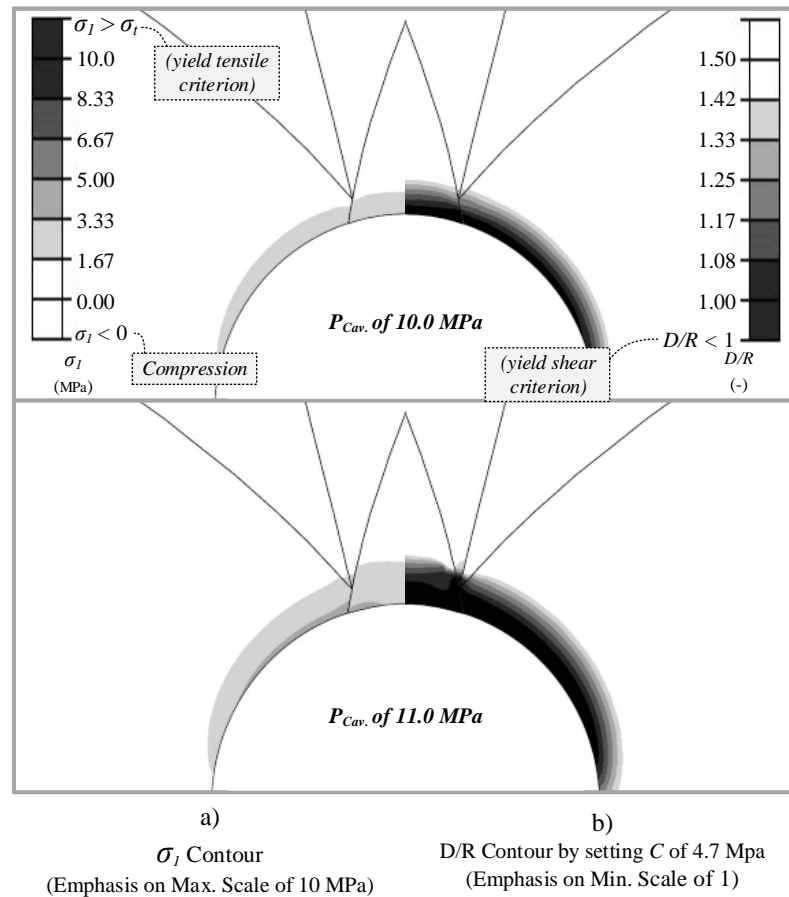 σ1 > σt
10.0
8.33
6.67
5.00
3.33
1.67
0.00
σ1 < 0
σ1
(MPa)
(yield tensile
criterion)
Compression
PCav. of 10.0 MPa
1.50
1.42
1.33
1.25
1.17
1.08
1.00
D/R < 1
D/R
(-)
(yield shear
criterion)
PCav. of 11.0 MPa
a)
σ1 Contour
(Emphasis on Max. Scale of 10 MPa)
b)
D/R Contour by setting C of 4.7 Mpa
(Emphasis on Min. Scale of 1)